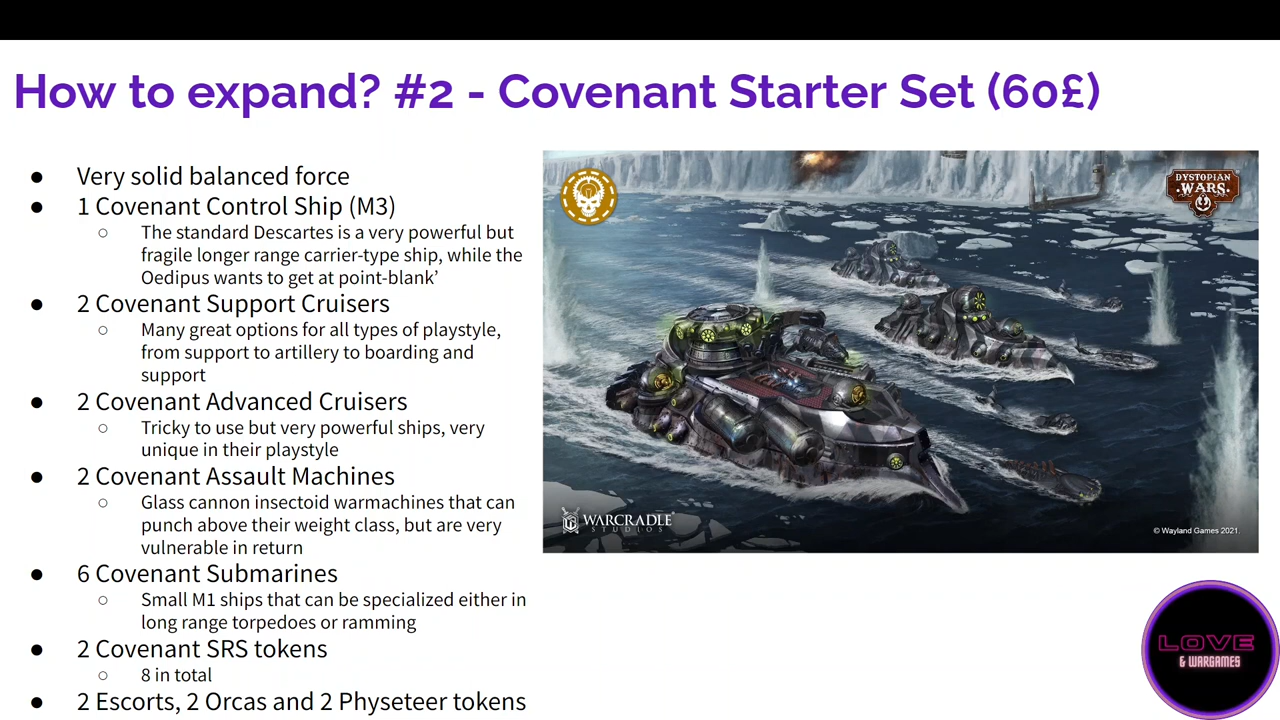 How to expand? #2 - Covenant Starter Set (60£)
● Very solid balanced force
● 1 Covenant Control Ship (M3)
○ The standard Descartes is a very powerful but
fragile longer range carrier-type ship, while the
Oedipus wants to get at point-blank’
● 2 Covenant Support Cruisers
○ Many great options for all types of playstyle,
from support to artillery to boarding and
support
● 2 Covenant Advanced Cruisers
○ Tricky to use but very powerful ships, very
unique in their playstyle
● 2 Covenant Assault Machines
○ Glass cannon insectoid warmachines that can
punch above their weight class, but are very
vulnerable in return
● 6 Covenant Submarines
○ Small M1 ships that can be specialized either in
long range torpedoes or ramming
● 2 Covenant SRS tokens
○ 8 in total
● 2 Escorts, 2 Orcas and 2 Physeteer tokens
DYSTOPIAN
WARS
WARCRADLE
STUDIOS
© Wayland Games 2021.
LOVE
& WARGAMES